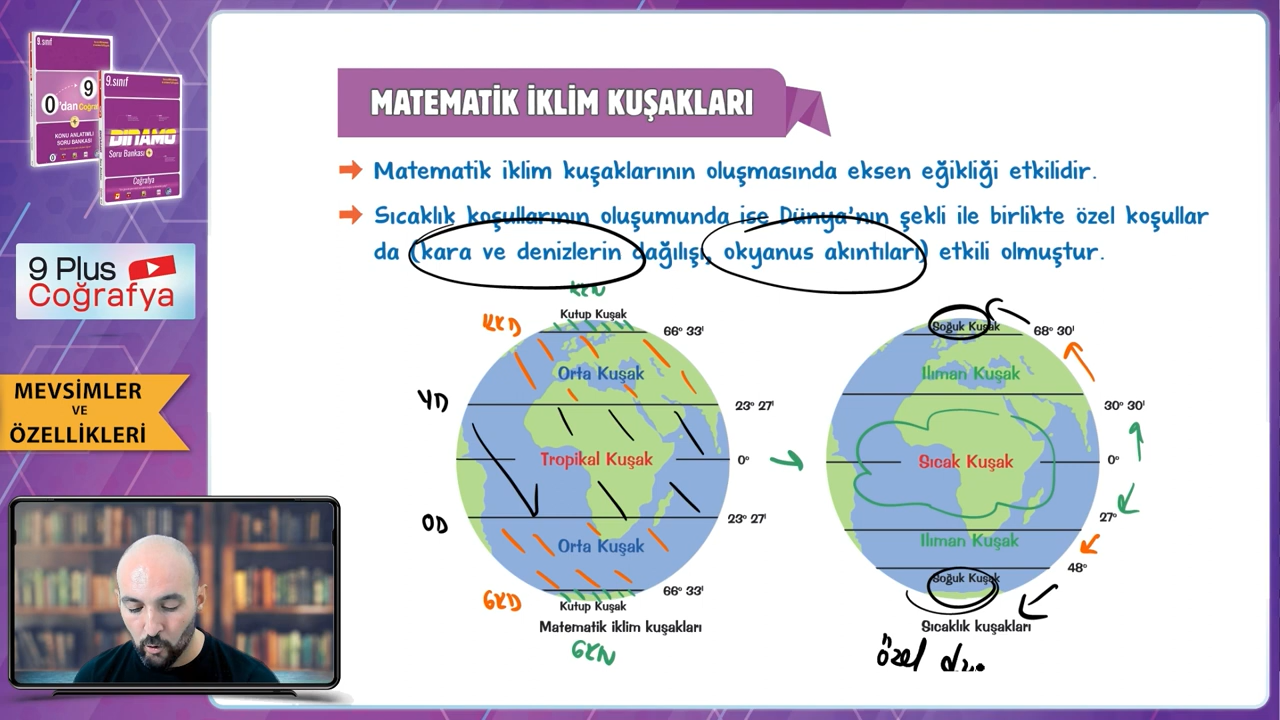 9.sınıf
0'dan 9
KONU ANLATIMLI
SORU BANKASI
9.sınıf
DİNAMO
Soru Bankası
Coğrafya
9 Plus
Coğrafya
MEVSİMLER
VE
ÖZELLİKLERİ
MATEMATİK İKLİM KUŞAKLARI
Matematik iklim kuşaklarının oluşmasında eksen eğikliği etkilidir.
Sıcaklık koşullarının oluşumunda ise Dünya'nın şekli ile birlikte özel koşullar
da (kara ve denizlerin dağılışı, okyanus akıntıları) etkili olmuştur.
KKN
Kutup Kuşak
KKD
66° 33'
Orta Kuşak
YD
23° 27'
Tropikal Kuşak
0°
OD
23° 27'
Orta Kuşak
GKD
66° 33'
Kutup Kuşak
Matematik iklim kuşakları
GKN
Soğuk Kuşak
68° 30'
Ilıman Kuşak
30° 30'
Sıcak Kuşak
0°
27°
Ilıman Kuşak
48°
Soğuk Kuşak
Sıcaklık kuşakları
özel